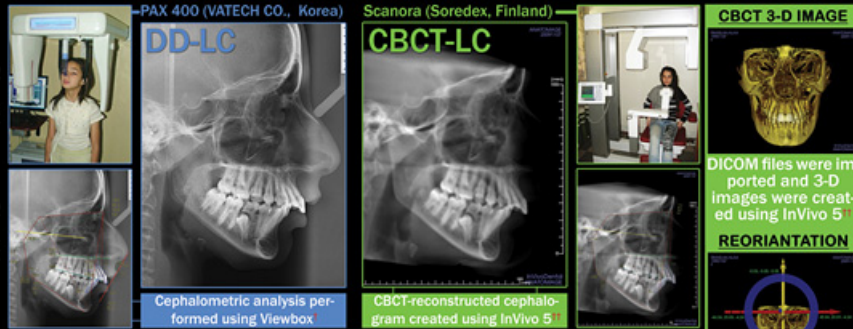 PAX 400 (VATECH CO., Korea)
DD-LC
Cephalometric analysis per-
formed using Viewbox†
Scanora (Soredex, Finland)
CBCT-LC
CBCT-reconstructed cephalo-
gram created using InVivo 5††
CBCT 3-D IMAGE
DICOM files were im-
ported and 3-D
images were creat-
ed using InVivo 5††
REORIANTATION